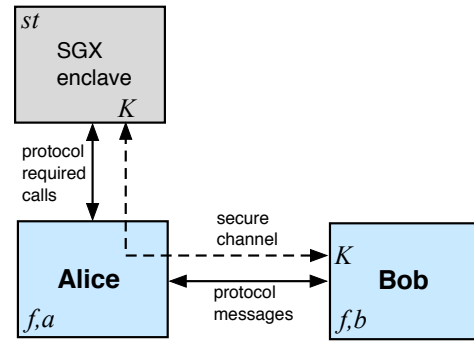 st
SGX
enclave
K
protocol
required
calls
secure
channel
Alice
K
Bob
protocol
messages
f,a
f,b